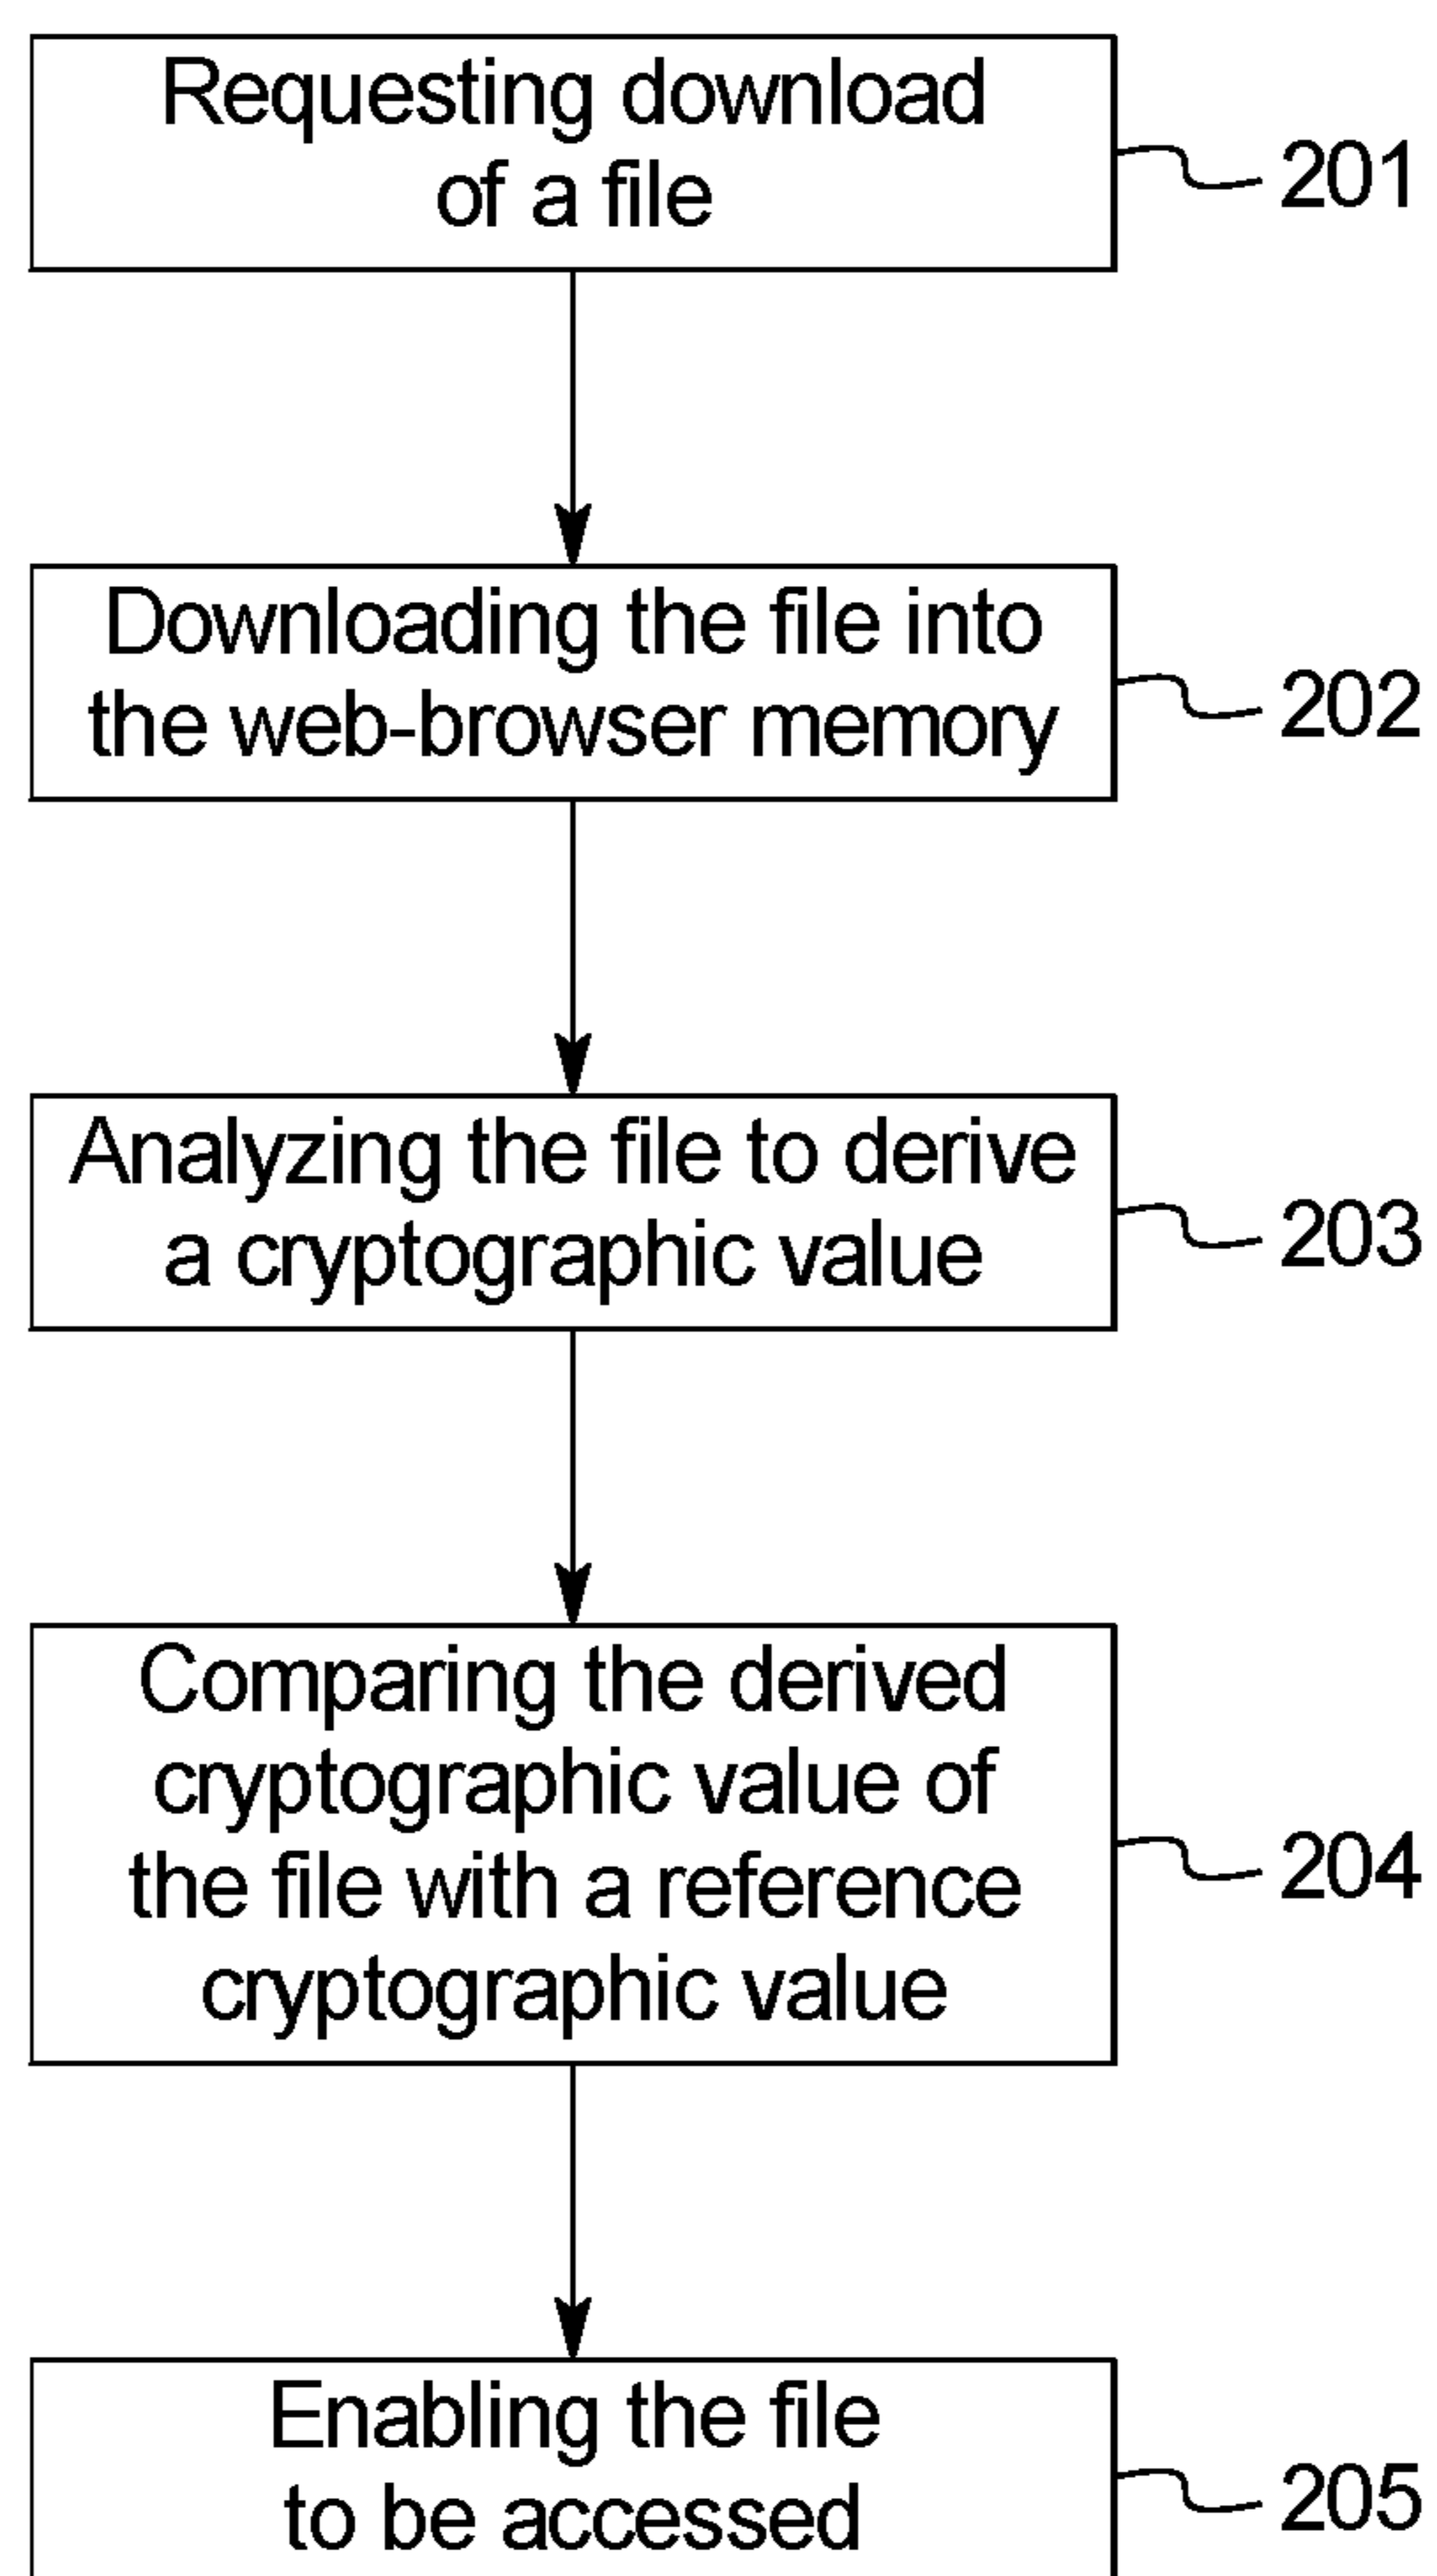 Requesting download
of a file
201
Downloading the file into
the web-browser memory
202
Analyzing the file to derive
a cryptographic value
203
Comparing the derived
cryptographic value of
the file with a reference
cryptographic value
204
Enabling the file
to be accessed
205